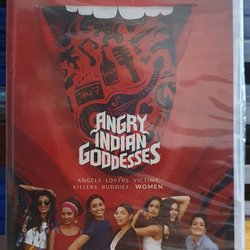 ANGRY
INDIAN
GODDESSES
ANGELS. LOVERS. VICTIMS.
KILLERS. BUDDIES...WOMEN.